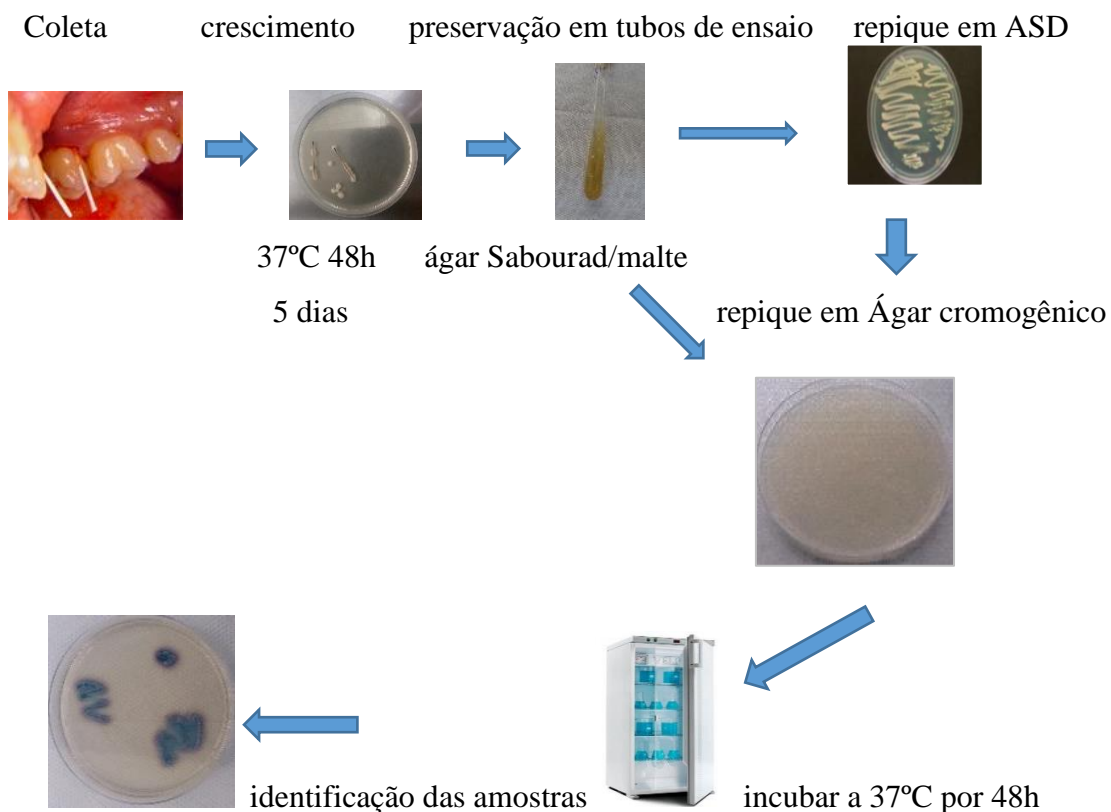 Coleta crescimento preservação em tubos de ensaio repique em ASD
37ºC 48h ágar Sabourad/malte
5 dias repique em Ágar cromogênico
identificação das amostras incubar a 37ºC por 48h